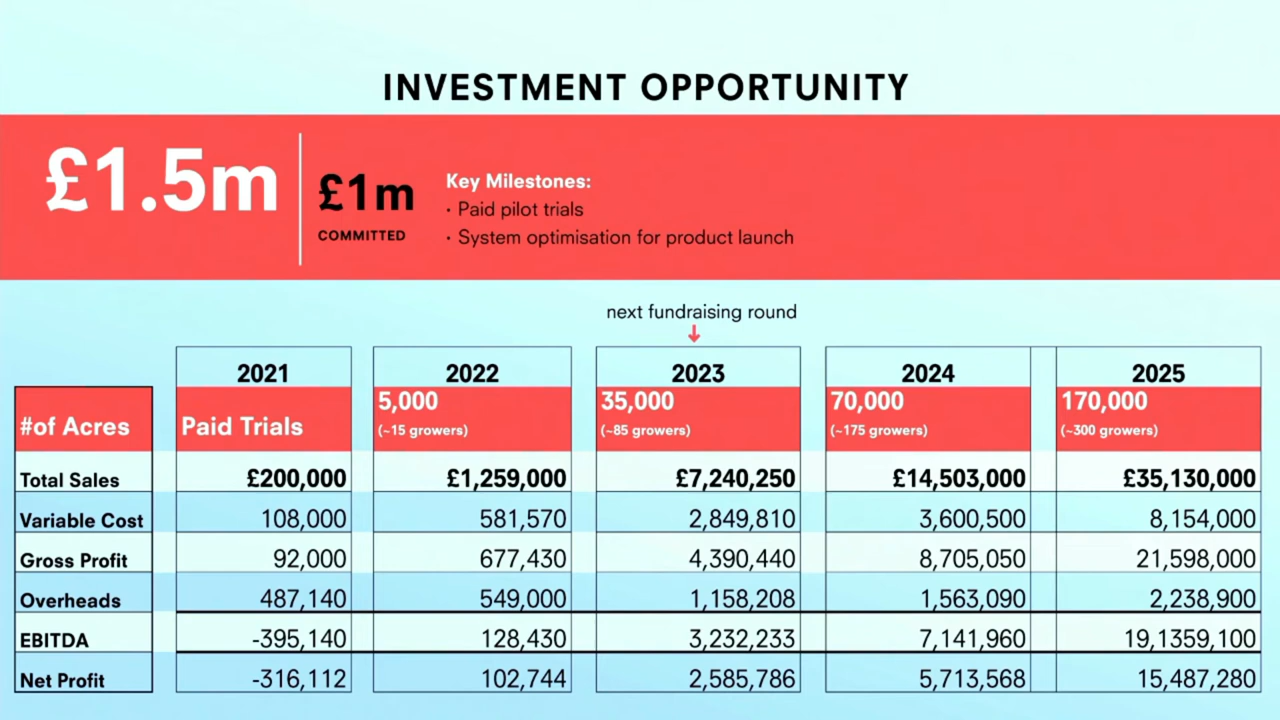 INVESTMENT OPPORTUNITY
£1.5m
£1m
COMMITTED
Key Milestones:
· Paid pilot trials
· System optimisation for product launch
next fundraising round
2021 2022 2023 2024 2025
#of Acres Paid Trials 5,000 35,000 70,000 170,000
(~15 growers) (~85 growers) (~175 growers) (~300 growers)
Total Sales £200,000 £1,259,000 £7,240,250 £14,503,000 £35,130,000
Variable Cost 108,000 581,570 2,849,810 3,600,500 8,154,000
Gross Profit 92,000 677,430 4,390,440 8,705,050 21,598,000
Overheads 487,140 549,000 1,158,208 1,563,090 2,238,900
EBITDA -395,140 128,430 3,232,233 7,141,960 19,1359,100
Net Profit -316,112 102,744 2,585,786 5,713,568 15,487,280